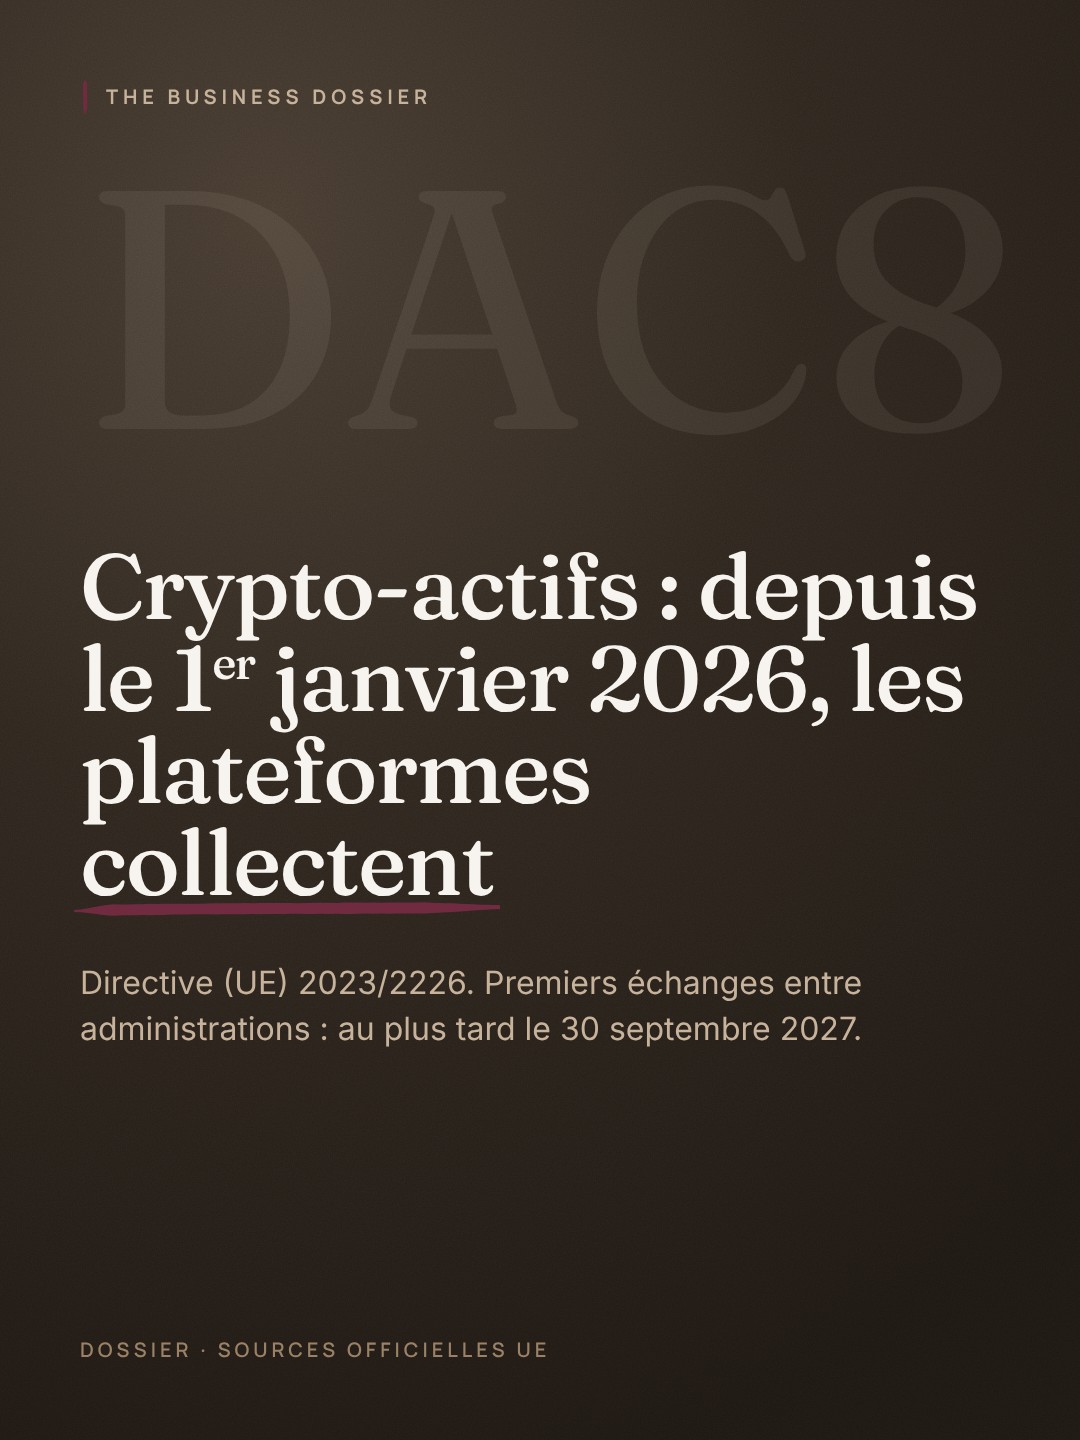 THE BUSINESS DOSSIER
DAC8
Crypto-actifs : depuis
le 1er janvier 2026, les
plateformes
collectent
Directive (UE) 2023/2226. Premiers échanges entre
administrations : au plus tard le 30 septembre 2027.
DOSSIER · SOURCES OFFICIELLES UE